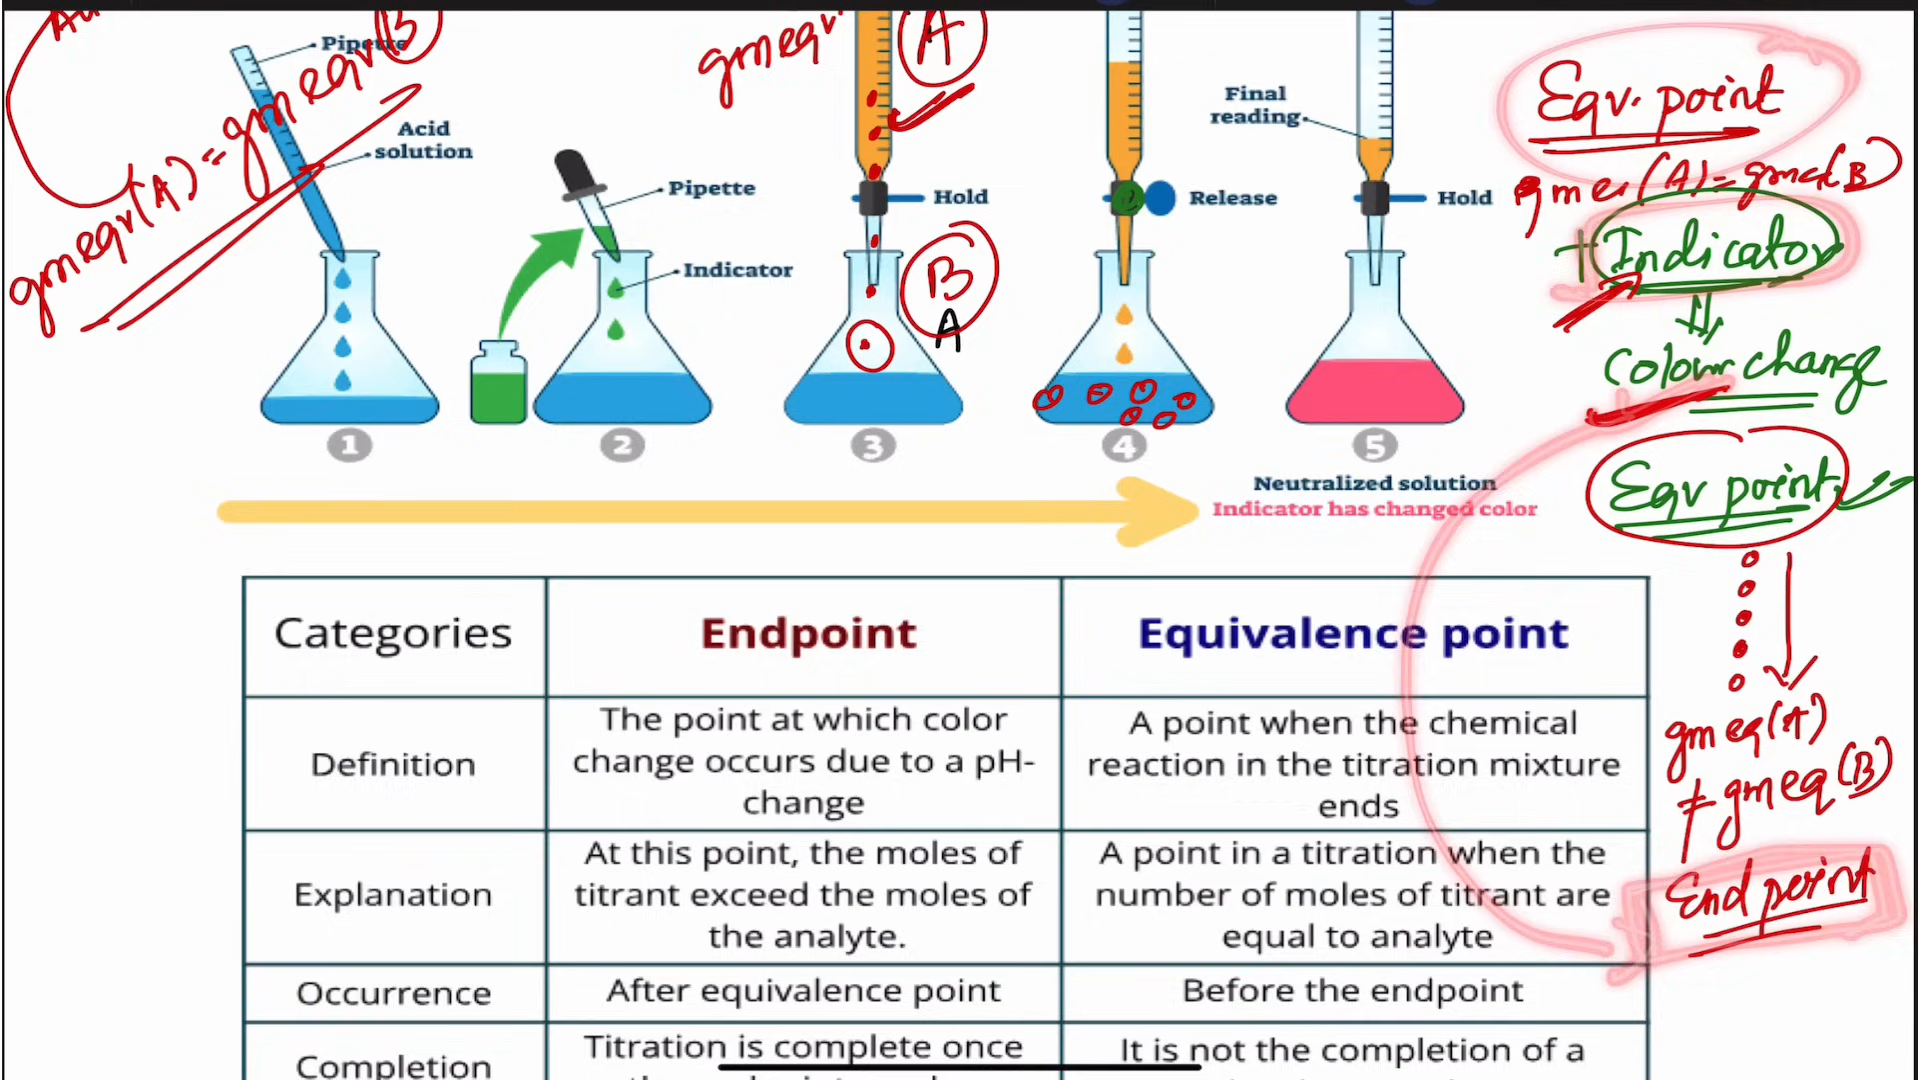 Pipette
gmeqv(A) = gmeqv(B)
Acid
solution
Pipette
Indicator
gmeqv
A
Hold
B
A
Release
Final
reading
Hold
1
2
3
4
5
Neutralized solution
Indicator has changed color
Eqv. point
gmeq(A) = gmeq(B)
+ Indicator
Colour change
Eqv point
gmeq(A)
≠ gmeq(B)
End point
Categories
Endpoint
Equivalence point
Definition
The point at which color
change occurs due to a pH-
change
A point when the chemical
reaction in the titration mixture
ends
Explanation
At this point, the moles of
titrant exceed the moles of
the analyte.
A point in a titration when the
number of moles of titrant are
equal to analyte
Occurrence
After equivalence point
Before the endpoint
Completion
Titration is complete once
It is not the completion of a